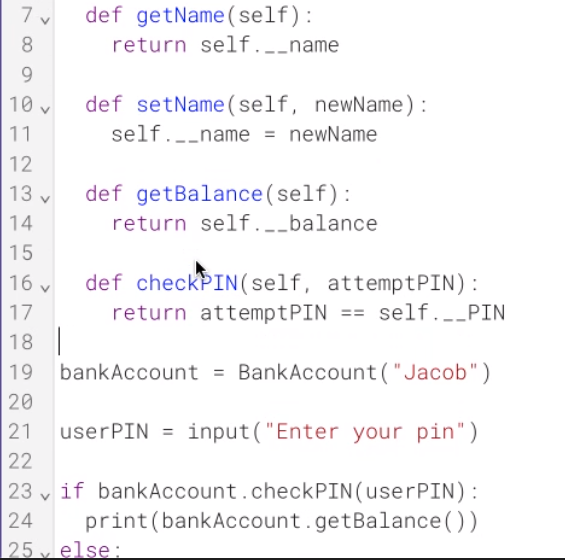 7 def getName(self):
8 return self.__name
9
10 def setName(self, newName):
11 self.__name = newName
12
13 def getBalance(self):
14 return self.__balance
15
16 def checkPIN(self, attemptPIN):
17 return attemptPIN == self.__PIN
18
19 bankAccount = BankAccount("Jacob")
20
21 userPIN = input("Enter your pin")
22
23 if bankAccount.checkPIN(userPIN):
24 print(bankAccount.getBalance())
25 else: